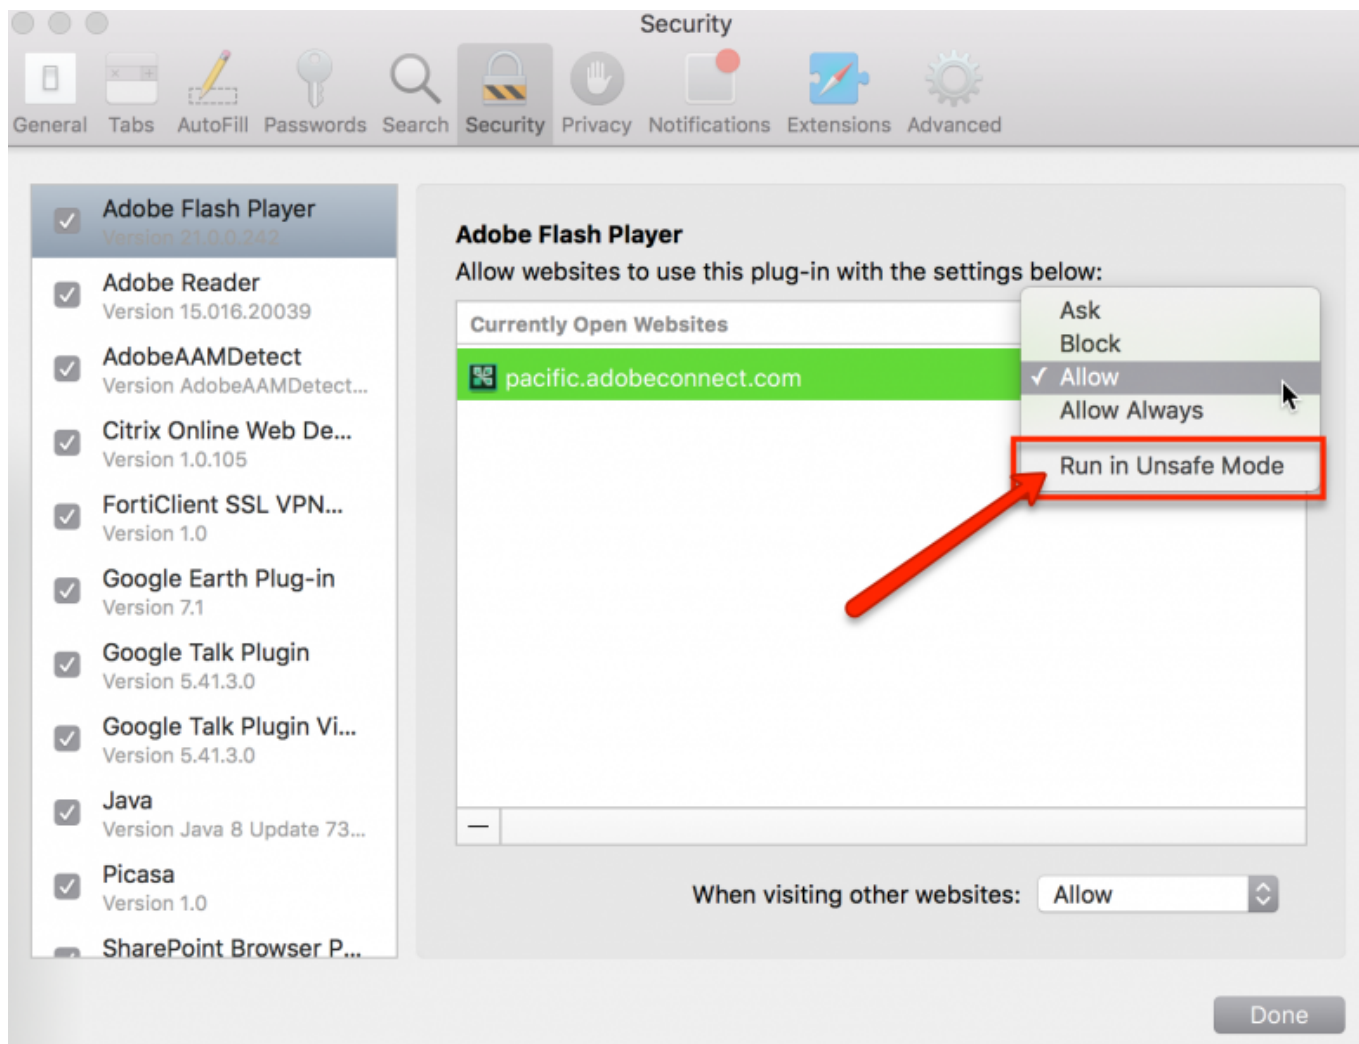 Security
General Tabs AutoFill Passwords Search Security Privacy Notifications Extensions Advanced
Adobe Flash Player
Version 21.0.0.242
Adobe Reader
Version 15.016.20039
AdobeAAMDetect
Version AdobeAAMDetect...
Citrix Online Web De...
Version 1.0.105
FortiClient SSL VPN...
Version 1.0
Google Earth Plug-in
Version 7.1
Google Talk Plugin
Version 5.41.3.0
Google Talk Plugin Vi...
Version 5.41.3.0
Java
Version Java 8 Update 73...
Picasa
Version 1.0
SharePoint Browser P...
Adobe Flash Player
Allow websites to use this plug-in with the settings below:
Currently Open Websites
pacific.adobeconnect.com
Ask
Block
✓ Allow
Allow Always
Run in Unsafe Mode
When visiting other websites: Allow
Done